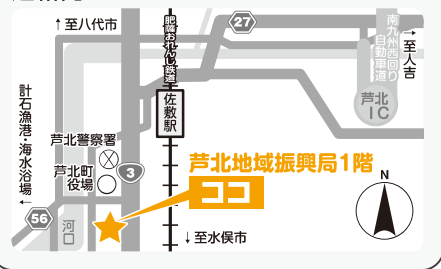 ↑至八代市
肥薩おれんじ鉄道
27
南九州西回り
自動車道
→至人吉
芦北
IC
佐敷駅
計石漁港・海水浴場←
芦北警察署
芦北町
役場
3
芦北地域振興局1階
ココ
N
56
河口
↓至水俣市